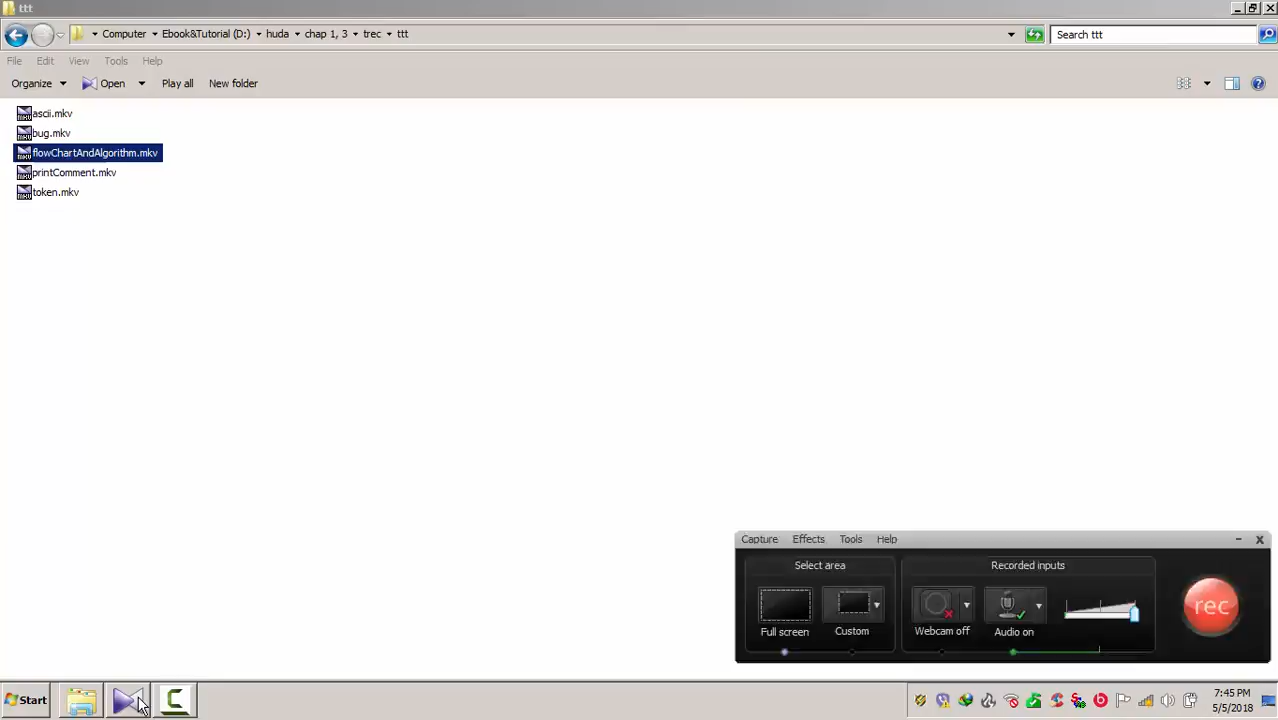 ttt
Computer Ebook&Tutorial (D:) huda chap 1, 3 trec ttt
Search ttt
File Edit View Tools Help
Organize Open Play all New folder
ascii.mkv
bug.mkv
flowChartAndAlgorithm.mkv
printComment.mkv
token.mkv
Capture Effects Tools Help
Select area Recorded inputs
rec
Full screen Custom Webcam off Audio on
Start
7:45 PM
5/5/2018